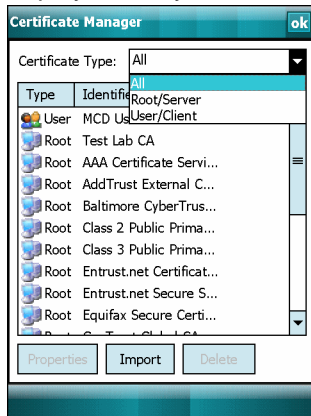 Certificate Manager ok
Certificate Type: All
All
Root/Server
User/Client
Type Identifie
User MCD Us
Root Test Lab CA
Root AAA Certificate Servi...
Root AddTrust External C...
Root Baltimore CyberTrus...
Root Class 2 Public Prima...
Root Class 3 Public Prima...
Root Entrust.net Certificat...
Root Entrust.net Secure S...
Root Equifax Secure Certi...
Properties Import Delete